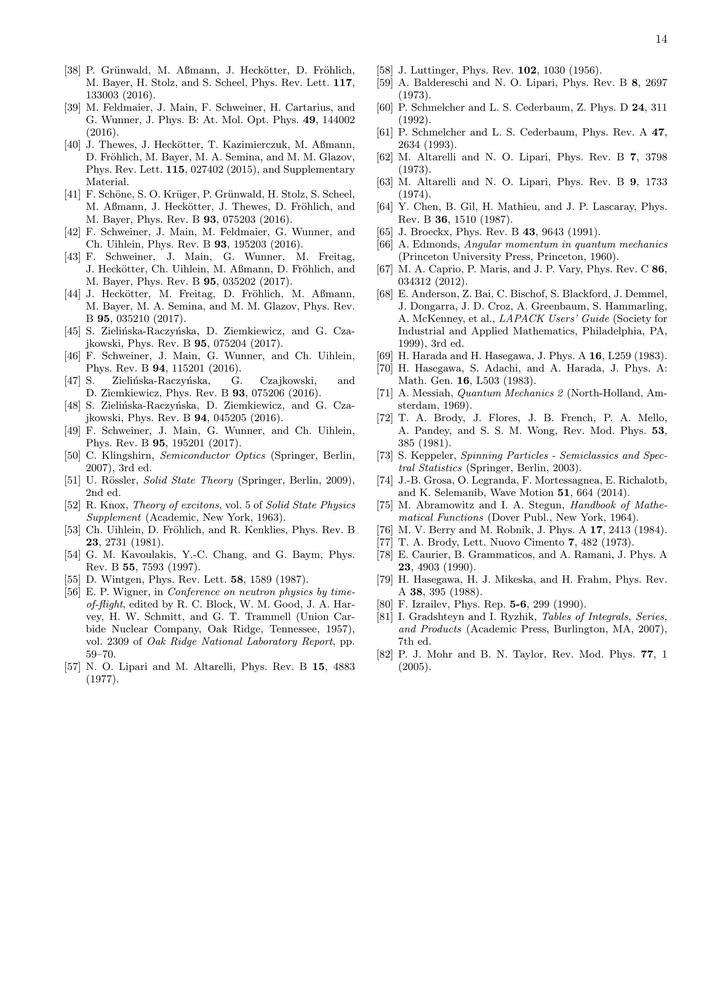 14
[38] P. Grünwald, M. Aßmann, J. Heckötter, D. Fröhlich,
M. Bayer, H. Stolz, and S. Scheel, Phys. Rev. Lett. 117,
133003 (2016).
[39] M. Feldmaier, J. Main, F. Schweiner, H. Cartarius, and
G. Wunner, J. Phys. B: At. Mol. Opt. Phys. 49, 144002
(2016).
[40] J. Thewes, J. Heckötter, T. Kazimierczuk, M. Aßmann,
D. Fröhlich, M. Bayer, M. A. Semina, and M. M. Glazov,
Phys. Rev. Lett. 115, 027402 (2015), and Supplementary
Material.
[41] F. Schöne, S. O. Krüger, P. Grünwald, H. Stolz, S. Scheel,
M. Aßmann, J. Heckötter, J. Thewes, D. Fröhlich, and
M. Bayer, Phys. Rev. B 93, 075203 (2016).
[42] F. Schweiner, J. Main, M. Feldmaier, G. Wunner, and
Ch. Uihlein, Phys. Rev. B 93, 195203 (2016).
[43] F. Schweiner, J. Main, G. Wunner, M. Freitag,
J. Heckötter, Ch. Uihlein, M. Aßmann, D. Fröhlich, and
M. Bayer, Phys. Rev. B 95, 035202 (2017).
[44] J. Heckötter, M. Freitag, D. Fröhlich, M. Aßmann,
M. Bayer, M. A. Semina, and M. M. Glazov, Phys. Rev.
B 95, 035210 (2017).
[45] S. Zielińska-Raczyńska, D. Ziemkiewicz, and G. Cza-
jkowski, Phys. Rev. B 95, 075204 (2017).
[46] F. Schweiner, J. Main, G. Wunner, and Ch. Uihlein,
Phys. Rev. B 94, 115201 (2016).
[47] S. Zielińska-Raczyńska, G. Czajkowski, and
D. Ziemkiewicz, Phys. Rev. B 93, 075206 (2016).
[48] S. Zielińska-Raczyńska, D. Ziemkiewicz, and G. Cza-
jkowski, Phys. Rev. B 94, 045205 (2016).
[49] F. Schweiner, J. Main, G. Wunner, and Ch. Uihlein,
Phys. Rev. B 95, 195201 (2017).
[50] C. Klingshirn, Semiconductor Optics (Springer, Berlin,
2007), 3rd ed.
[51] U. Rössler, Solid State Theory (Springer, Berlin, 2009),
2nd ed.
[52] R. Knox, Theory of excitons, vol. 5 of Solid State Physics
Supplement (Academic, New York, 1963).
[53] Ch. Uihlein, D. Fröhlich, and R. Kenklies, Phys. Rev. B
23, 2731 (1981).
[54] G. M. Kavoulakis, Y.-C. Chang, and G. Baym, Phys.
Rev. B 55, 7593 (1997).
[55] D. Wintgen, Phys. Rev. Lett. 58, 1589 (1987).
[56] E. P. Wigner, in Conference on neutron physics by time-
of-flight, edited by R. C. Block, W. M. Good, J. A. Har-
vey, H. W. Schmitt, and G. T. Trammell (Union Car-
bide Nuclear Company, Oak Ridge, Tennessee, 1957),
vol. 2309 of Oak Ridge National Laboratory Report, pp.
59–70.
[57] N. O. Lipari and M. Altarelli, Phys. Rev. B 15, 4883
(1977).
[58] J. Luttinger, Phys. Rev. 102, 1030 (1956).
[59] A. Baldereschi and N. O. Lipari, Phys. Rev. B 8, 2697
(1973).
[60] P. Schmelcher and L. S. Cederbaum, Z. Phys. D 24, 311
(1992).
[61] P. Schmelcher and L. S. Cederbaum, Phys. Rev. A 47,
2634 (1993).
[62] M. Altarelli and N. O. Lipari, Phys. Rev. B 7, 3798
(1973).
[63] M. Altarelli and N. O. Lipari, Phys. Rev. B 9, 1733
(1974).
[64] Y. Chen, B. Gil, H. Mathieu, and J. P. Lascaray, Phys.
Rev. B 36, 1510 (1987).
[65] J. Broeckx, Phys. Rev. B 43, 9643 (1991).
[66] A. Edmonds, Angular momentum in quantum mechanics
(Princeton University Press, Princeton, 1960).
[67] M. A. Caprio, P. Maris, and J. P. Vary, Phys. Rev. C 86,
034312 (2012).
[68] E. Anderson, Z. Bai, C. Bischof, S. Blackford, J. Demmel,
J. Dongarra, J. D. Croz, A. Greenbaum, S. Hammarling,
A. McKenney, et al., LAPACK Users' Guide (Society for
Industrial and Applied Mathematics, Philadelphia, PA,
1999), 3rd ed.
[69] H. Harada and H. Hasegawa, J. Phys. A 16, L259 (1983).
[70] H. Hasegawa, S. Adachi, and A. Harada, J. Phys. A:
Math. Gen. 16, L503 (1983).
[71] A. Messiah, Quantum Mechanics 2 (North-Holland, Am-
sterdam, 1969).
[72] T. A. Brody, J. Flores, J. B. French, P. A. Mello,
A. Pandey, and S. S. M. Wong, Rev. Mod. Phys. 53,
385 (1981).
[73] S. Keppeler, Spinning Particles - Semiclassics and Spec-
tral Statistics (Springer, Berlin, 2003).
[74] J.-B. Grosa, O. Legranda, F. Mortessagnea, E. Richalotb,
and K. Selemanib, Wave Motion 51, 664 (2014).
[75] M. Abramowitz and I. A. Stegun, Handbook of Mathe-
matical Functions (Dover Publ., New York, 1964).
[76] M. V. Berry and M. Robnik, J. Phys. A 17, 2413 (1984).
[77] T. A. Brody, Lett. Nuovo Cimento 7, 482 (1973).
[78] E. Caurier, B. Grammaticos, and A. Ramani, J. Phys. A
23, 4903 (1990).
[79] H. Hasegawa, H. J. Mikeska, and H. Frahm, Phys. Rev.
A 38, 395 (1988).
[80] F. Izrailev, Phys. Rep. 5-6, 299 (1990).
[81] I. Gradshteyn and I. Ryzhik, Tables of Integrals, Series,
and Products (Academic Press, Burlington, MA, 2007),
7th ed.
[82] P. J. Mohr and B. N. Taylor, Rev. Mod. Phys. 77, 1
(2005).